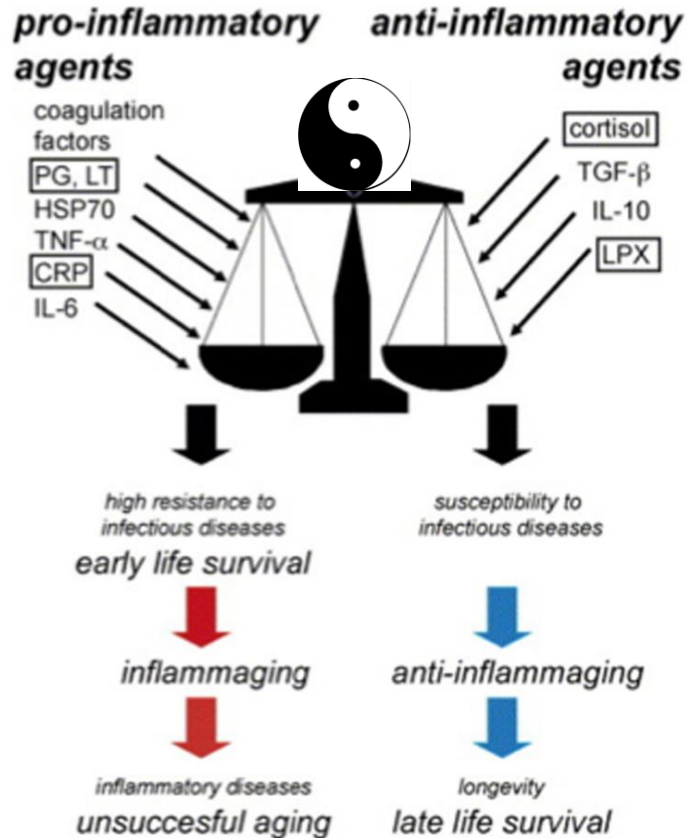 pro-inflammatory
agents
coagulation
factors
PG, LT
HSP70
TNF-α
CRP
IL-6
anti-inflammatory
agents
cortisol
TGF-β
IL-10
LPX
high resistance to
infectious diseases
early life survival
inflammaging
inflammatory diseases
unsuccesful aging
susceptibility to
infectious diseases
anti-inflammaging
longevity
late life survival